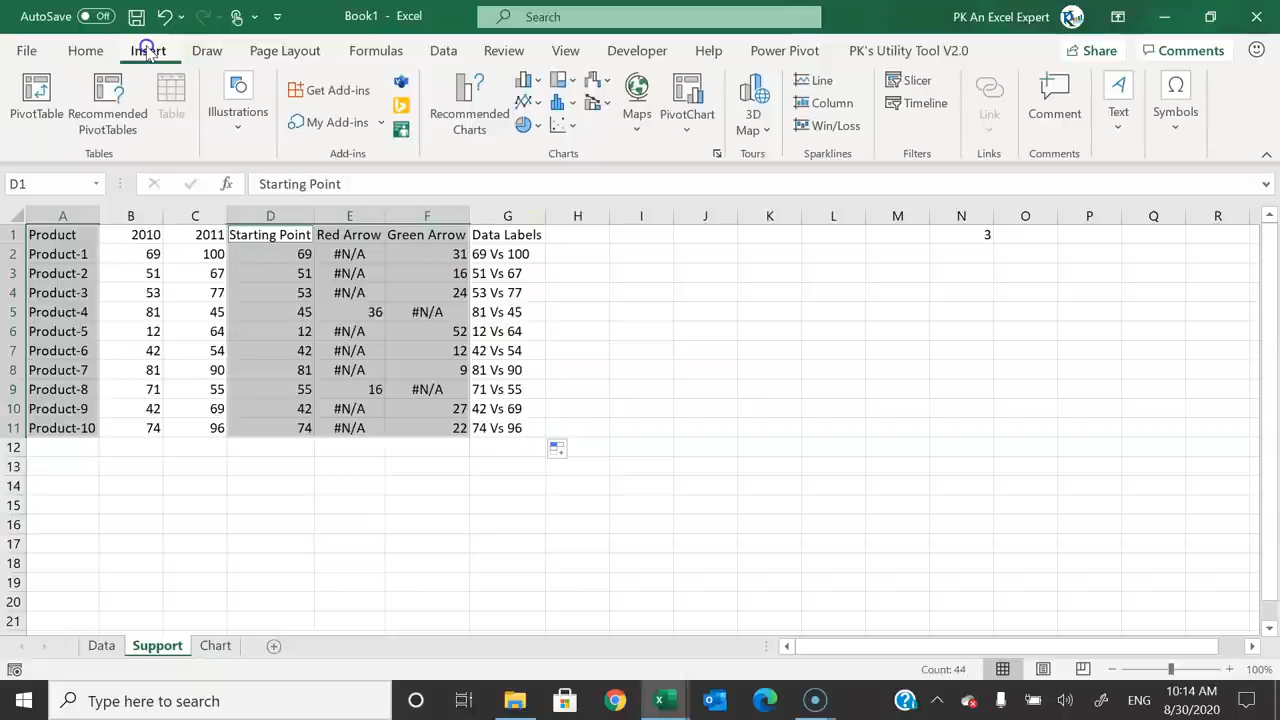 AutoSave Off Book1 - Excel Search PK An Excel Expert
File Home Insert Draw Page Layout Formulas Data Review View Developer Help Power Pivot PK's Utility Tool V2.0 Share Comments
PivotTable Recommended PivotTables Table Illustrations Get Add-ins My Add-ins Recommended Charts Maps PivotChart 3D Map Line Column Win/Loss Slicer Timeline Link Comment Text Symbols
Tables Add-ins Charts Tours Sparklines Filters Links Comments
D1 fx Starting Point
A B C D E F G H I J K L M N O P Q R
1 Product 2010 2011 Starting Point Red Arrow Green Arrow Data Labels 3
2 Product-1 69 100 69 #N/A 31 69 Vs 100
3 Product-2 51 67 51 #N/A 16 51 Vs 67
4 Product-3 53 77 53 #N/A 24 53 Vs 77
5 Product-4 81 45 45 36 #N/A 81 Vs 45
6 Product-5 12 64 12 #N/A 52 12 Vs 64
7 Product-6 42 54 42 #N/A 12 42 Vs 54
8 Product-7 81 90 81 #N/A 9 81 Vs 90
9 Product-8 71 55 55 16 #N/A 71 Vs 55
10 Product-9 42 69 42 #N/A 27 42 Vs 69
11 Product-10 74 96 74 #N/A 22 74 Vs 96
12
13
14
15
16
17
18
19
20
21
Data Support Chart
Count: 44 100%
Type here to search ENG 10:14 AM
8/30/2020